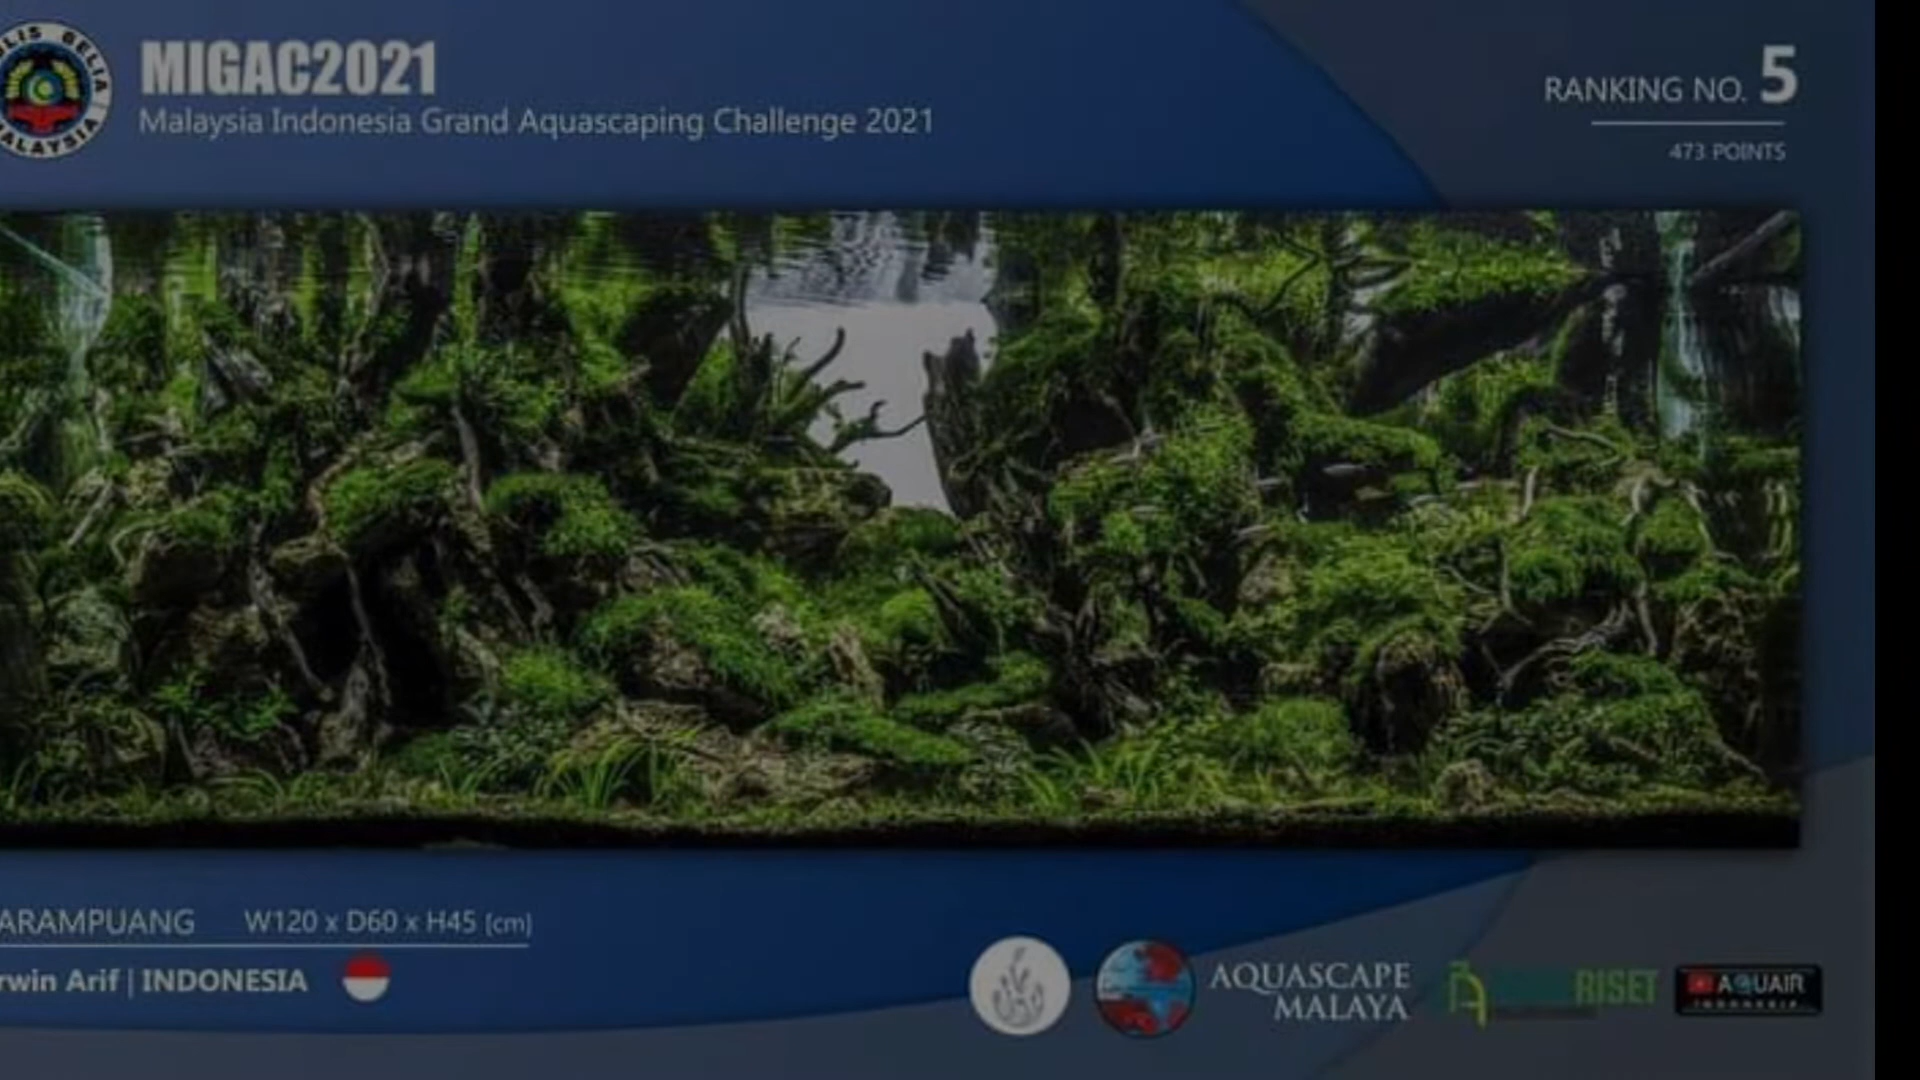 MIGAC2021
Malaysia Indonesia Grand Aquascaping Challenge 2021
RANKING NO. 5
473 POINTS
ARAMPUANG W120 x D60 x H45 (cm)
rwin Arif | INDONESIA
AQUASCAPE
MALAYA
RISET
AQUAIR
INDONESIA